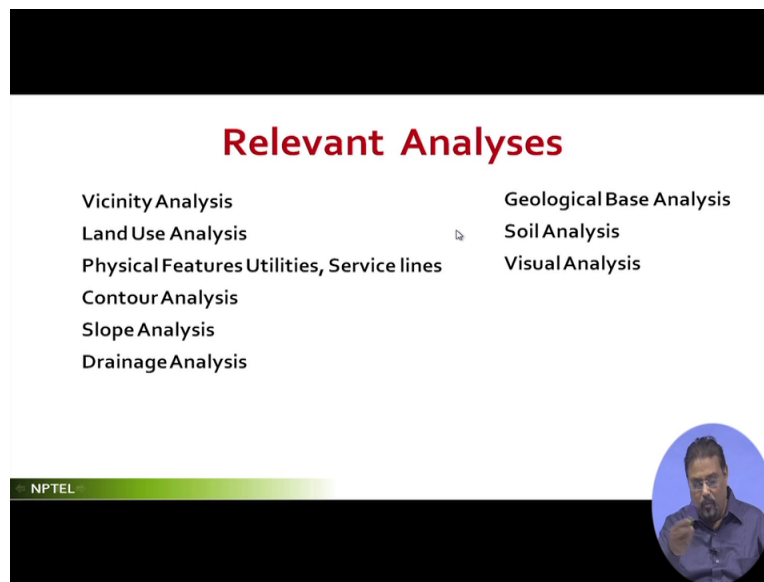 Relevant Analyses
Vicinity Analysis
Land Use Analysis
Physical Features Utilities, Service lines
Contour Analysis
Slope Analysis
Drainage Analysis
Geological Base Analysis
Soil Analysis
Visual Analysis
NPTEL